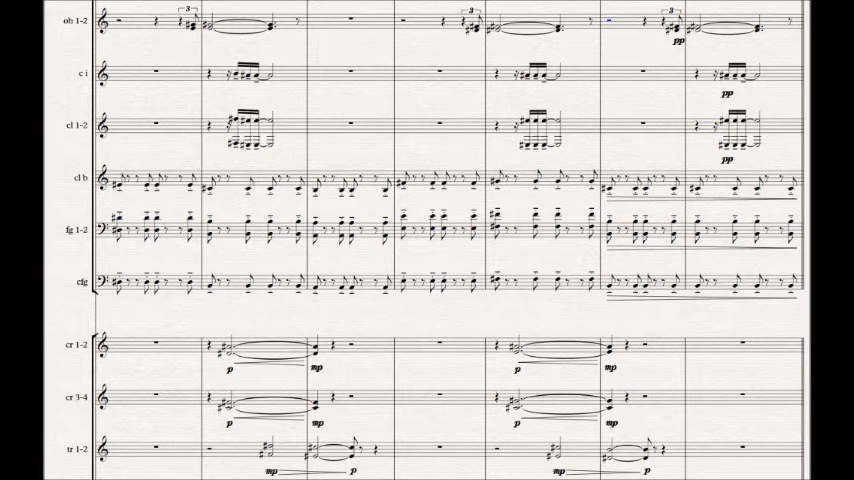 ob 1-2 3 3 3
pp
c i
pp
cl 1-2
pp
cl b
fg 1-2
cfg
cr 1-2
p mp p mp
cr 3-4
p mp p mp
tr 1-2
mp p mp p